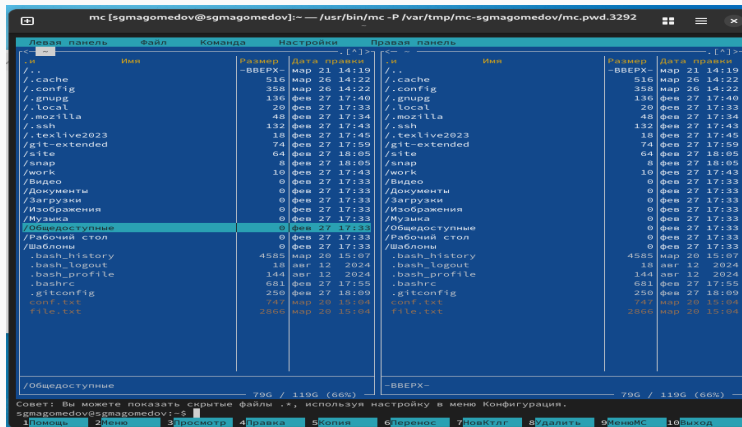 mc [sgmagomedov@sgmagomedov]:~ — /usr/bin/mc -P /var/tmp/mc-sgmagomedov/mc.pwd.3292
Левая панель Файл Команда Настройки Правая панель
<— ~ —.[^]>
.и Имя Размер Дата правки
/.. -ВВЕРХ- мар 21 14:19
/.cache 516 мар 26 14:22
/.config 358 мар 26 14:22
/.gnupg 136 фев 27 17:40
/.local 20 фев 27 17:33
/.mozilla 48 фев 27 17:34
/.ssh 132 фев 27 17:43
/.texlive2023 18 фев 27 17:45
/git-extended 74 фев 27 17:59
/site 64 фев 27 18:05
/snap 8 фев 27 18:05
/work 10 фев 27 17:43
/Видео 0 фев 27 17:33
/Документы 0 фев 27 17:33
/Загрузки 0 фев 27 17:33
/Изображения 0 фев 27 17:33
/Музыка 0 фев 27 17:33
/Общедоступные 0 фев 27 17:33
/Рабочий стол 0 фев 27 17:33
/Шаблоны 0 фев 27 17:33
.bash_history 4585 мар 20 15:07
.bash_logout 18 авг 12 2024
.bash_profile 144 авг 12 2024
.bashrc 681 фев 27 17:55
.gitconfig 250 фев 27 18:09
conf.txt 747 мар 20 15:04
file.txt 2866 мар 20 15:04
/Общедоступные
79G / 119G (66%)
<— ~ —.[^]>
.и Имя Размер Дата правки
/.. -ВВЕРХ- мар 21 14:19
/.cache 516 мар 26 14:22
/.config 358 мар 26 14:22
/.gnupg 136 фев 27 17:40
/.local 20 фев 27 17:33
/.mozilla 48 фев 27 17:34
/.ssh 132 фев 27 17:43
/.texlive2023 18 фев 27 17:45
/git-extended 74 фев 27 17:59
/site 64 фев 27 18:05
/snap 8 фев 27 18:05
/work 10 фев 27 17:43
/Видео 0 фев 27 17:33
/Документы 0 фев 27 17:33
/Загрузки 0 фев 27 17:33
/Изображения 0 фев 27 17:33
/Музыка 0 фев 27 17:33
/Общедоступные 0 фев 27 17:33
/Рабочий стол 0 фев 27 17:33
/Шаблоны 0 фев 27 17:33
.bash_history 4585 мар 20 15:07
.bash_logout 18 авг 12 2024
.bash_profile 144 авг 12 2024
.bashrc 681 фев 27 17:55
.gitconfig 250 фев 27 18:09
conf.txt 747 мар 20 15:04
file.txt 2866 мар 20 15:04
-ВВЕРХ-
79G / 119G (66%)
Совет: Вы можете показать скрытые файлы .*, используя настройку в меню Конфигурация.
sgmagomedov@sgmagomedov:~$
1Помощь 2Меню 3Просмотр 4Правка 5Копия 6Перенос 7НовКтлг 8Удалить 9МенюMC 10Выход